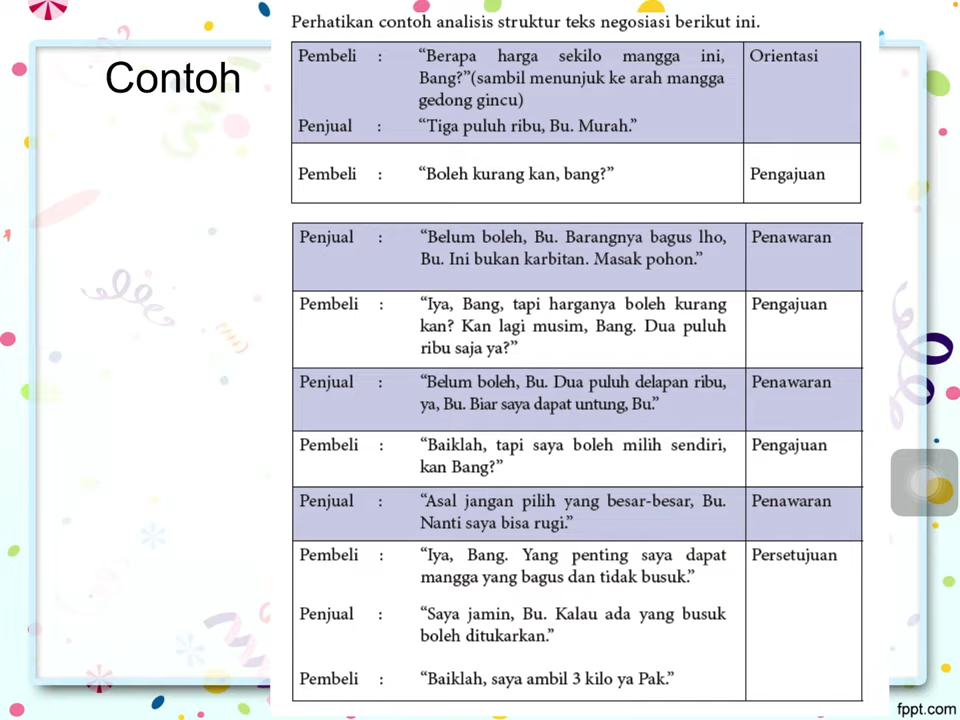 Contoh
Perhatikan contoh analisis struktur teks negosiasi berikut ini.
Pembeli : “Berapa harga sekilo mangga ini, Orientasi
Bang?”(sambil menunjuk ke arah mangga
gedong gincu)
Penjual : “Tiga puluh ribu, Bu. Murah.”
Pembeli : “Boleh kurang kan, bang?” Pengajuan
Penjual : “Belum boleh, Bu. Barangnya bagus lho, Penawaran
Bu. Ini bukan karbitan. Masak pohon.”
Pembeli : “Iya, Bang, tapi harganya boleh kurang Pengajuan
kan? Kan lagi musim, Bang. Dua puluh
ribu saja ya?”
Penjual : “Belum boleh, Bu. Dua puluh delapan ribu, Penawaran
ya, Bu. Biar saya dapat untung, Bu.”
Pembeli : “Baiklah, tapi saya boleh milih sendiri, Pengajuan
kan Bang?”
Penjual : “Asal jangan pilih yang besar-besar, Bu. Penawaran
Nanti saya bisa rugi.”
Pembeli : “Iya, Bang. Yang penting saya dapat Persetujuan
mangga yang bagus dan tidak busuk.”
Penjual : “Saya jamin, Bu. Kalau ada yang busuk
boleh ditukarkan.”
Pembeli : “Baiklah, saya ambil 3 kilo ya Pak.”
fppt.com